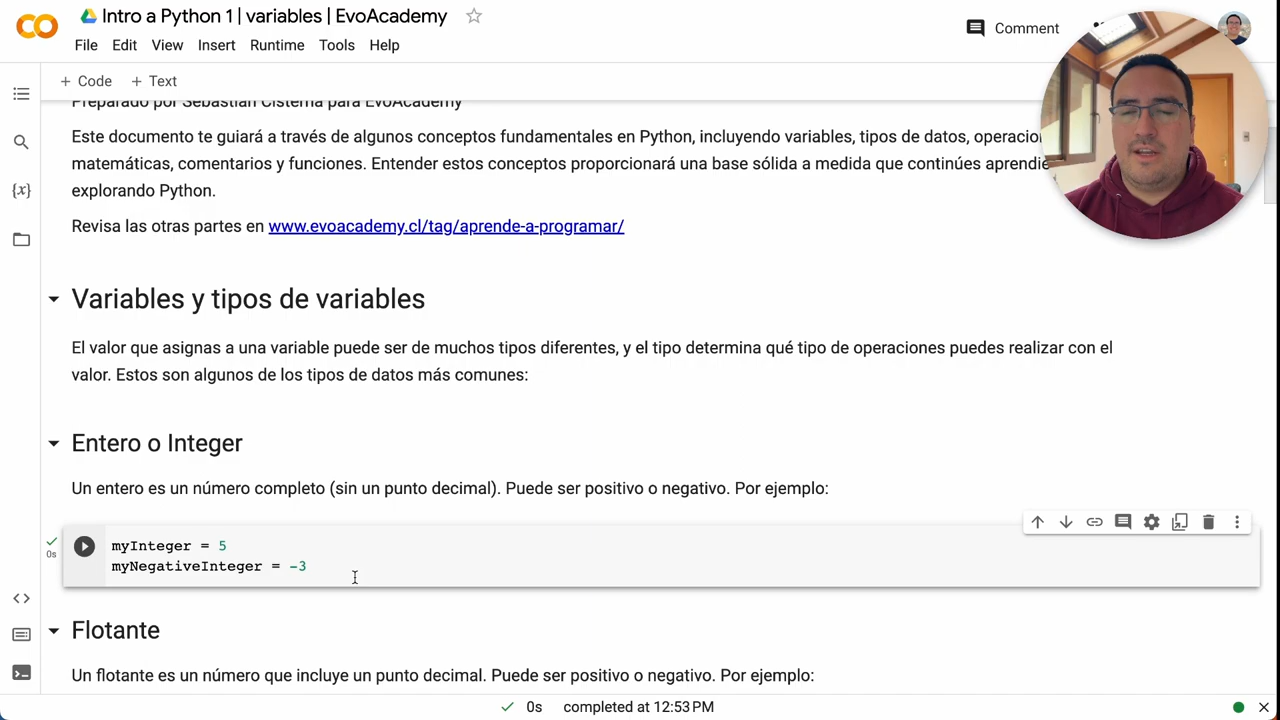 Intro a Python 1 | variables | EvoAcademy
File Edit View Insert Runtime Tools Help
Comment
+ Code + Text
Preparado por Sebastián Cisterna para EvoAcademy
Este documento te guiará a través de algunos conceptos fundamentales en Python, incluyendo variables, tipos de datos,
matemáticas, comentarios y funciones. Entender estos conceptos proporcionará una base sólida a medida que continúes
explorando Python.
Revisa las otras partes en www.evoacademy.cl/tag/aprende-a-programar/
Variables y tipos de variables
El valor que asignas a una variable puede ser de muchos tipos diferentes, y el tipo determina qué tipo de operaciones puedes realizar con el
valor. Estos son algunos de los tipos de datos más comunes:
Entero o Integer
Un entero es un número completo (sin un punto decimal). Puede ser positivo o negativo. Por ejemplo:
0s
myInteger = 5
myNegativeInteger = -3
Flotante
Un flotante es un número que incluye un punto decimal. Puede ser positivo o negativo. Por ejemplo:
0s completed at 12:53 PM